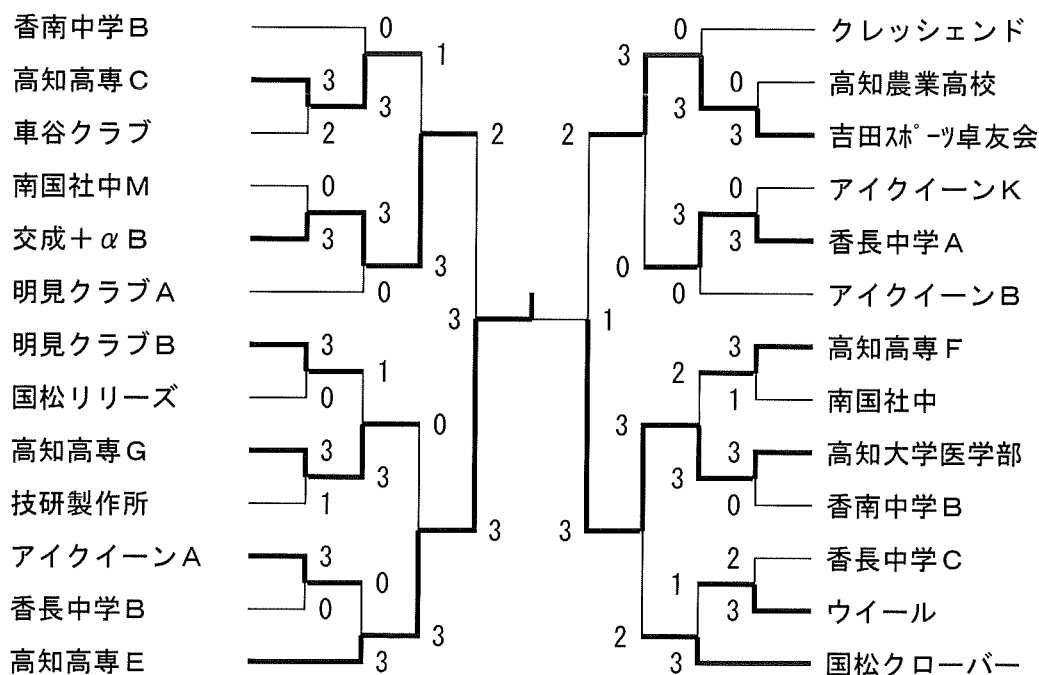 香南中学B
高知高専C
車谷クラブ
南国社中M
交成＋αB
明見クラブA
明見クラブB
国松リリーズ
高知高専G
技研製作所
アイクイーンA
香長中学B
高知高専E
0
3
2
0
3
3
0
0
3
0
3
1
3
0
3
1
3
1
3
0
3
2
3
0
3
3
2
1
3
2
3
0
2
3
0
3
3
0
2
3
1
3
0
3
0
3
0
3
0
3
1
3
0
2
3
クレッシェンド
高知農業高校
吉田スポーツ卓友会
アイクイーンK
香長中学A
アイクイーンB
高知高専F
南国社中
高知大学医学部
香南中学B
香長中学C
ウイール
国松クローバー